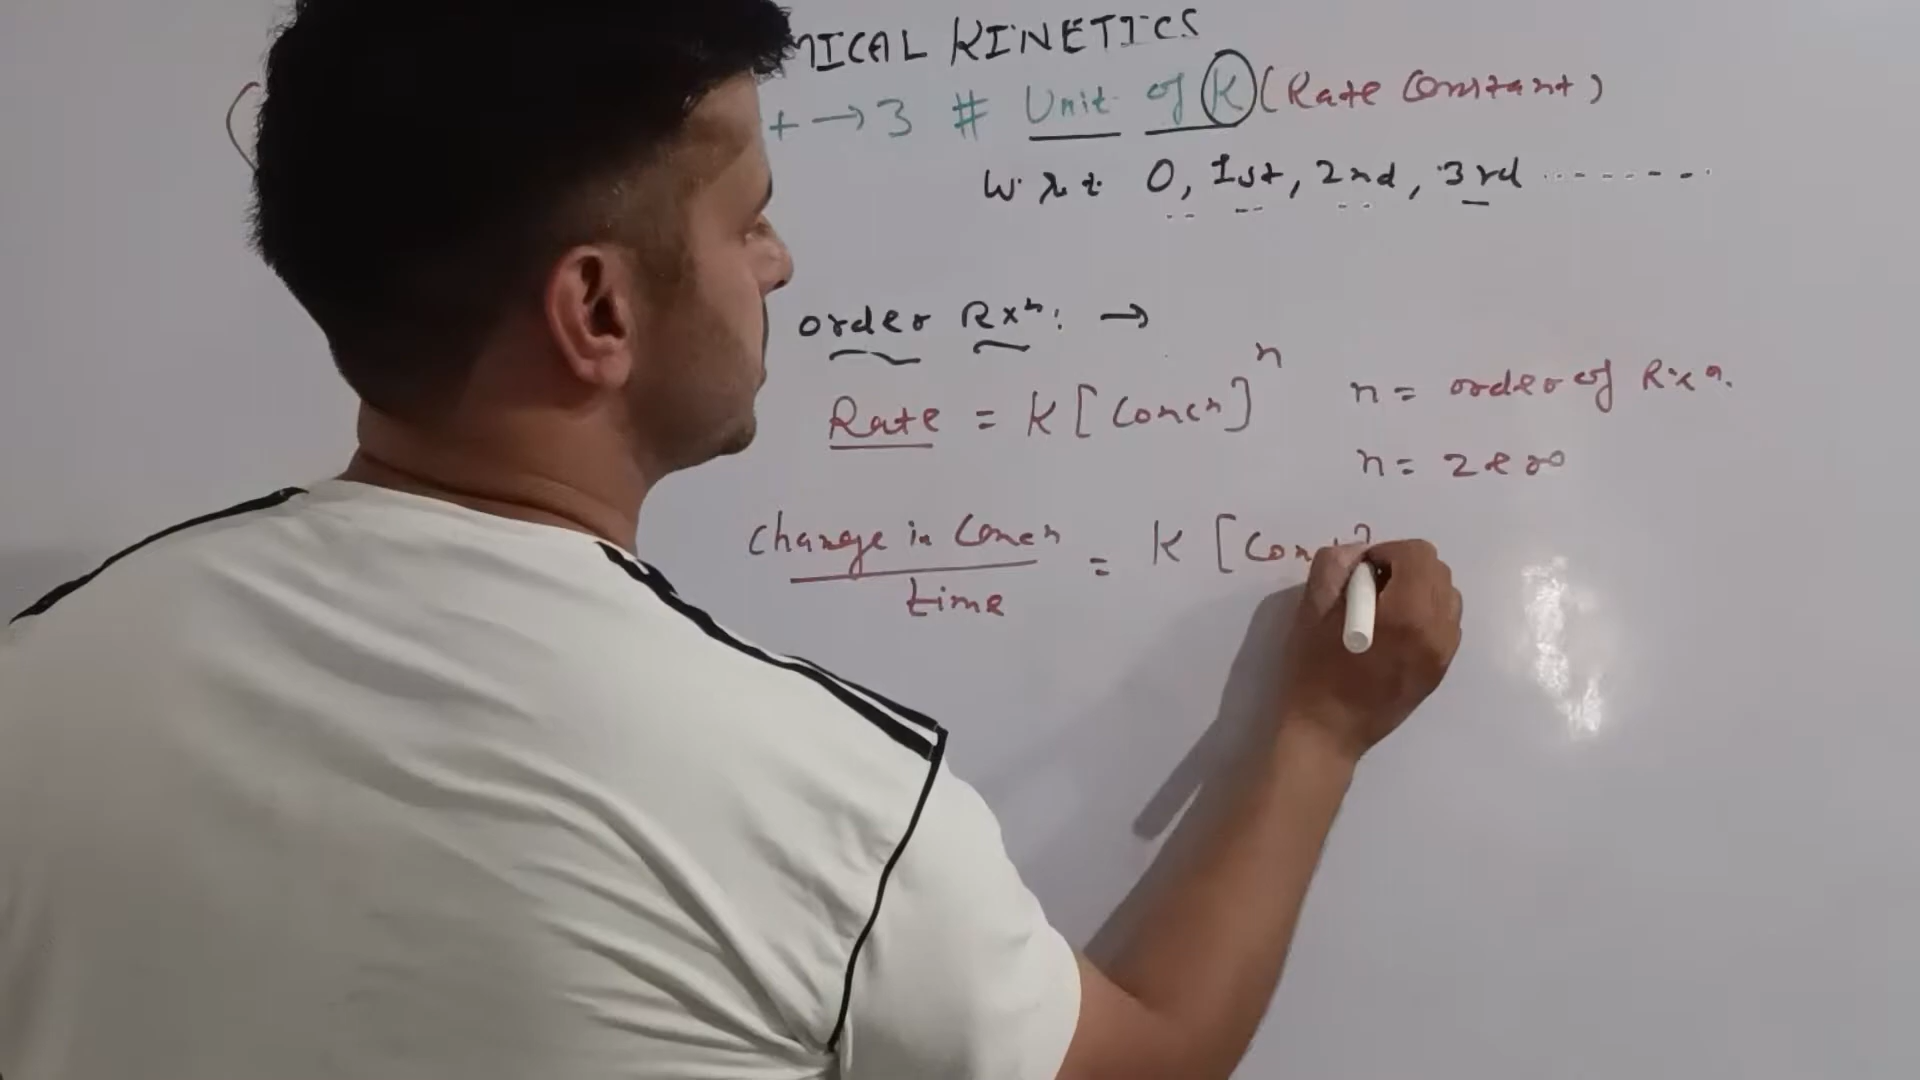 MICAL KINETICS
+ → 3 # Unit of K (Rate Constant)
W.r.t 0, 1st, 2nd, 3rd ........
order Rxn: →
Rate = K [Concn]^n n = order of Rxn.
n = zero
Change in Concn / time = K [Con